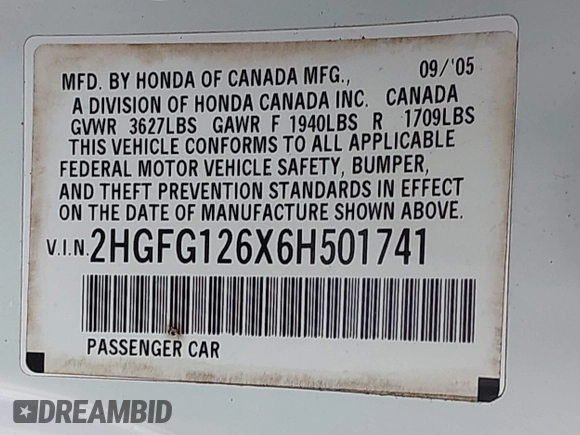 MFD. BY HONDA OF CANADA MFG., 09/'05
A DIVISION OF HONDA CANADA INC. CANADA
GVWR 3627LBS GAWR F 1940LBS R 1709LBS
THIS VEHICLE CONFORMS TO ALL APPLICABLE
FEDERAL MOTOR VEHICLE SAFETY, BUMPER,
AND THEFT PREVENTION STANDARDS IN EFFECT
ON THE DATE OF MANUFACTURE SHOWN ABOVE.
V.I.N. 2HGFG126X6H501741
PASSENGER CAR
DREAMBID